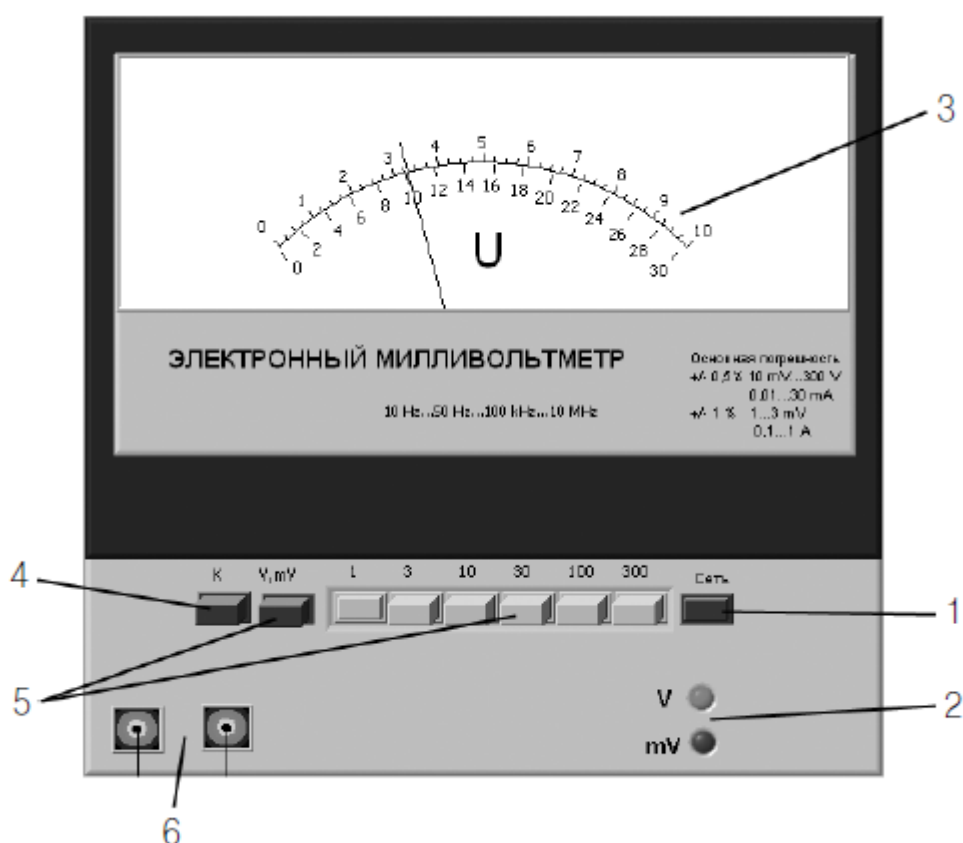 3
0 1 2 3 4 5 6 7 8 9 10
0 2 4 6 8 10 12 14 16 18 20 22 24 26 28 30
U
ЭЛЕКТРОННЫЙ МИЛЛИВОЛЬТМЕТР
10 Hz...50 Hz...100 kHz...10 MHz
Основная погрешность
+/- 0,5 % 10 mV...300 V
0.01...30 mA
+/- 1 % 1...3 mV
0.1...1 A
4
K V,mV 1 3 10 30 100 300 Сеть
1
5
V
2
mV
6